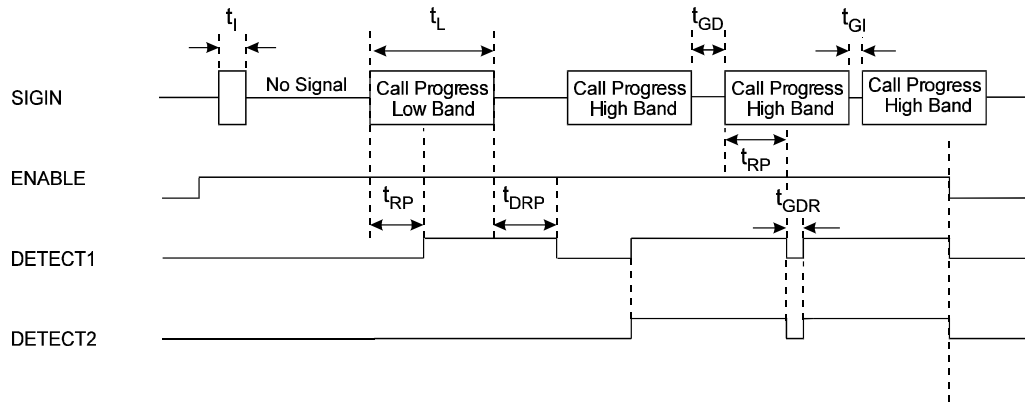 tI
tL
tGD
tGI
SIGIN
No Signal
Call Progress
Low Band
Call Progress
High Band
Call Progress
High Band
Call Progress
High Band
tRP
ENABLE
tRP
tDRP
tGDR
DETECT1
DETECT2